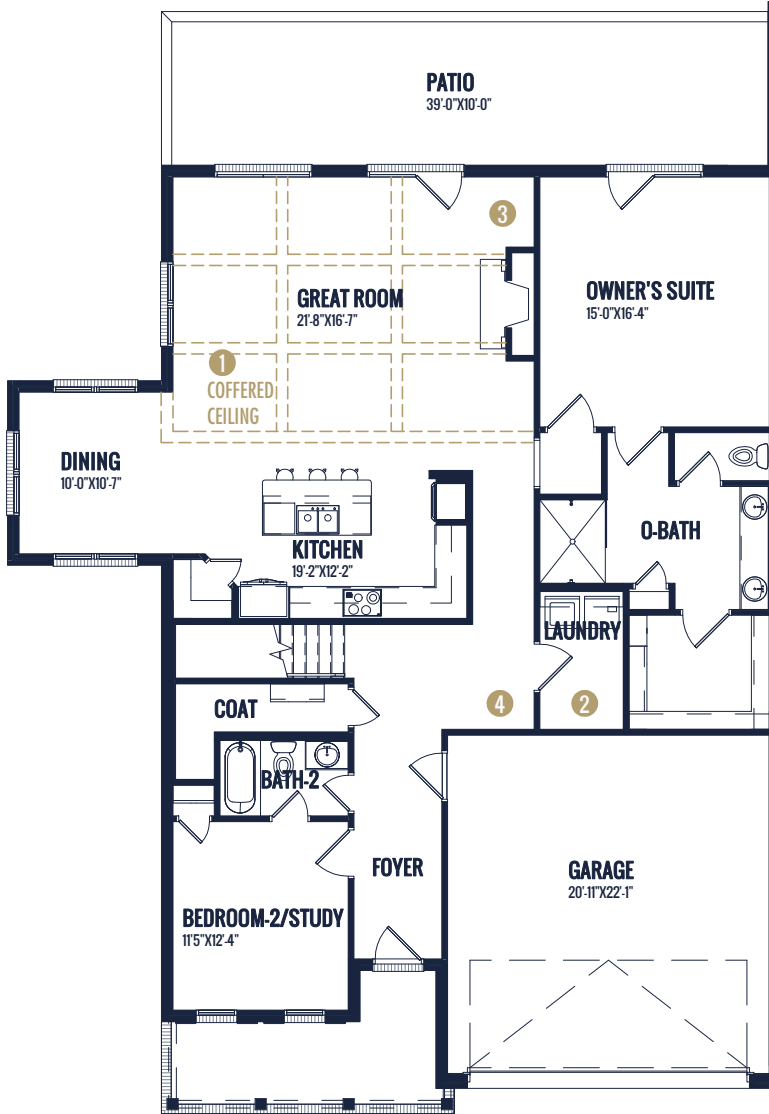 PATIO
39'-0"X10'-0"
3
GREAT ROOM
21'-8"X16'-7"
OWNER'S SUITE
15'-0"X16'-4"
1
COFFERED
CEILING
DINING
10'-0"X10'-7"
O-BATH
KITCHEN
19'-2"X12'-2"
LAUNDRY
COAT
4
2
BATH-2
FOYER
GARAGE
20'-11"X22'-1"
BEDROOM-2/STUDY
11'5"X12'-4"